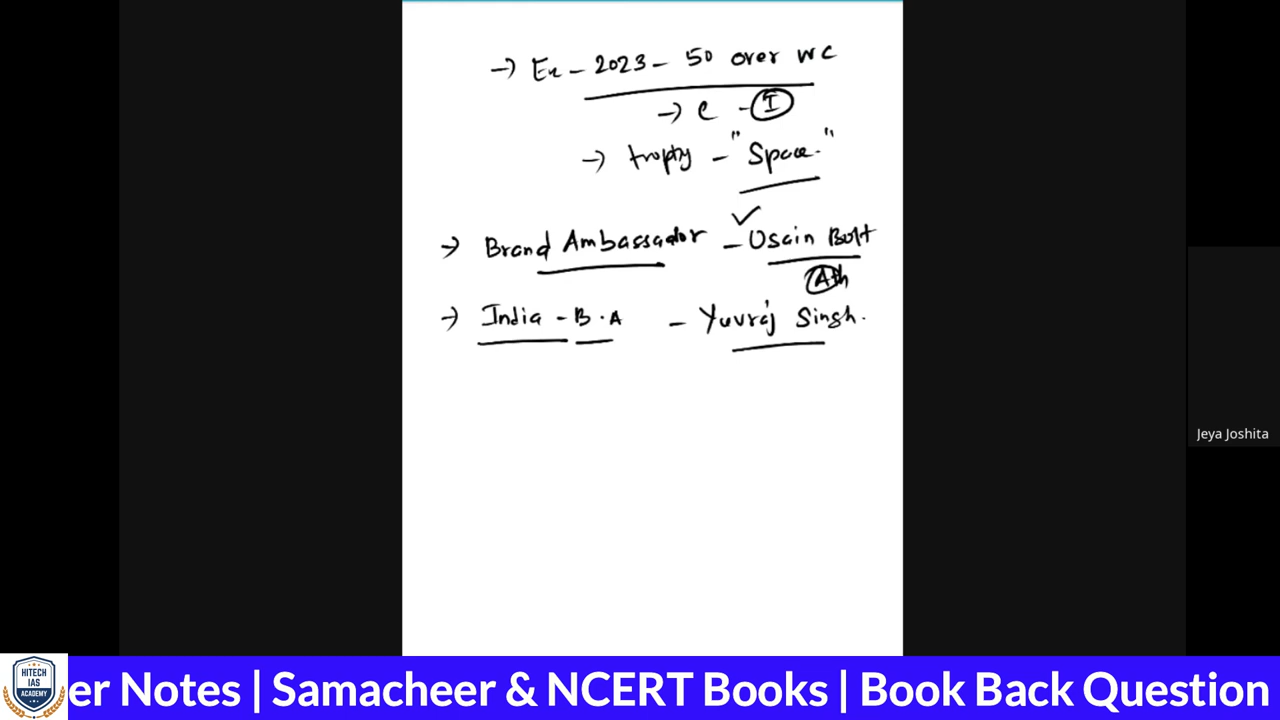 → Ex - 2023 - 50 over WC
→ C - I
→ trophy - "Space."
→ Brand Ambassador - Usain Bolt
Ath
→ India - B.A - Yuvraj Singh.
Jeya Joshita
HITECH
IAS
ACADEMY
er Notes | Samacheer & NCERT Books | Book Back Question